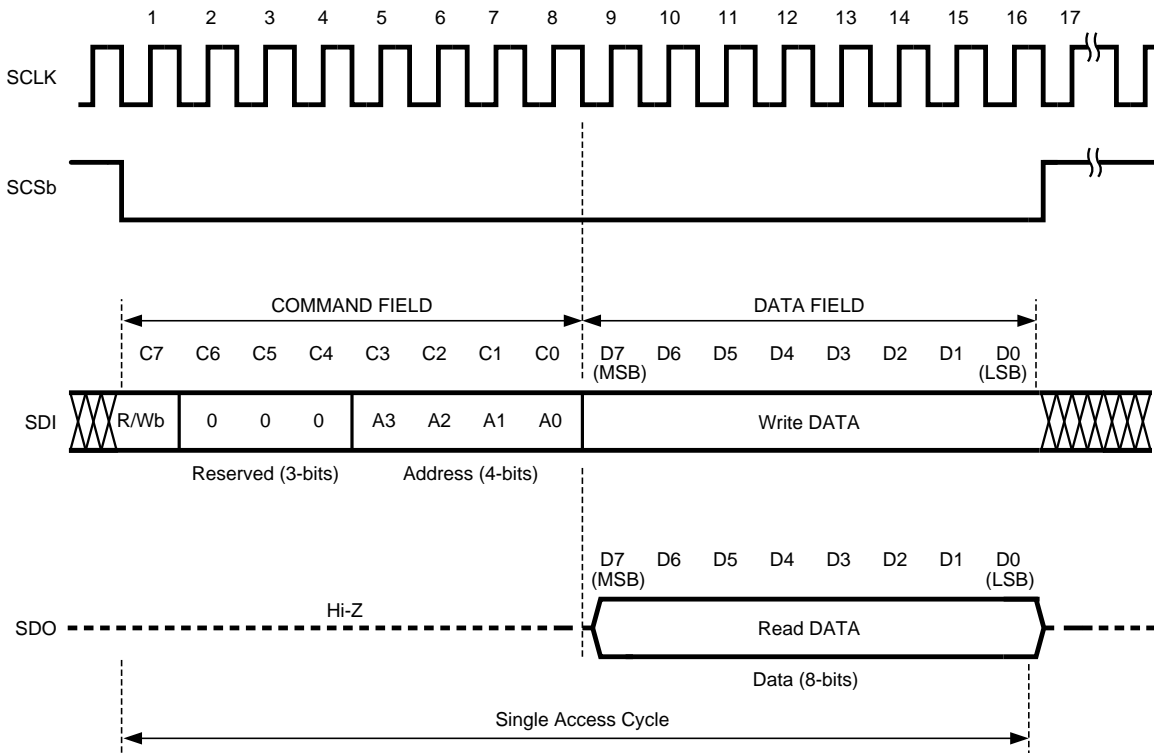 1 2 3 4 5 6 7 8 9 10 11 12 13 14 15 16 17
SCLK
SCSb
COMMAND FIELD DATA FIELD
C7 C6 C5 C4 C3 C2 C1 C0 D7 D6 D5 D4 D3 D2 D1 D0
(MSB) (LSB)
SDI R/Wb 0 0 0 A3 A2 A1 A0 Write DATA
Reserved (3-bits) Address (4-bits)
D7 D6 D5 D4 D3 D2 D1 D0
(MSB) (LSB)
Hi-Z
SDO Read DATA
Data (8-bits)
Single Access Cycle